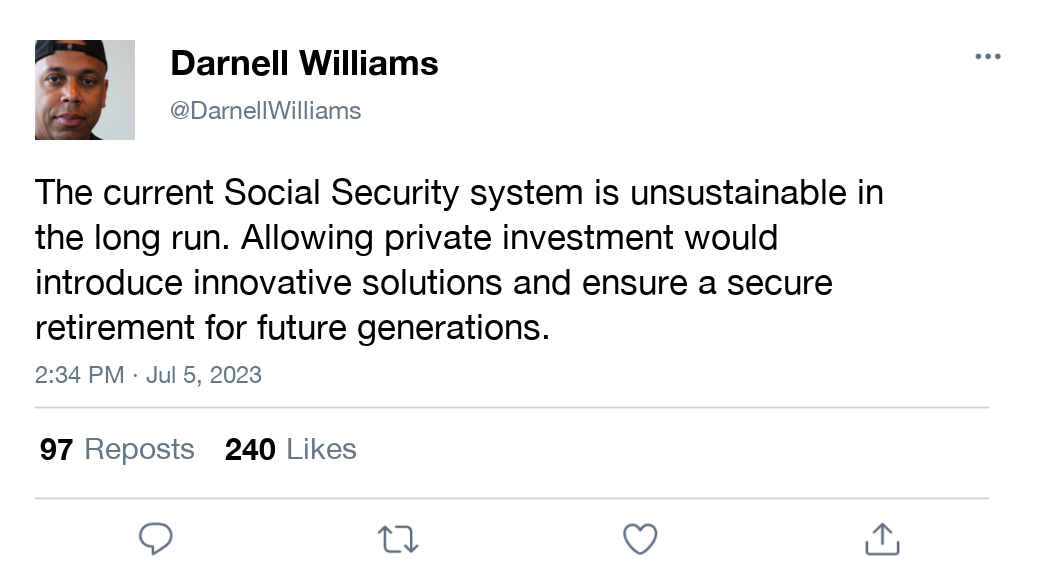 Darnell Williams
@DarnellWilliams
The current Social Security system is unsustainable in
the long run. Allowing private investment would
introduce innovative solutions and ensure a secure
retirement for future generations.
2:34 PM · Jul 5, 2023
97 Reposts 240 Likes